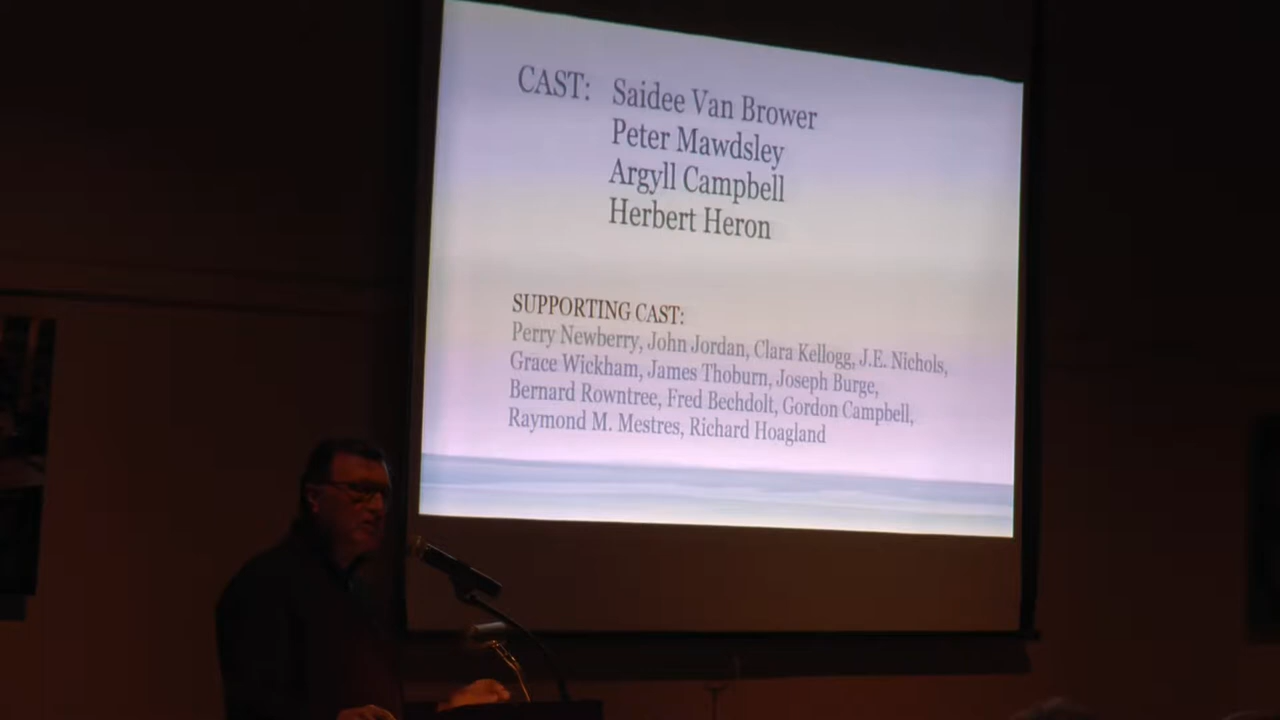 CAST: Saidee Van Brower
Peter Mawdsley
Argyll Campbell
Herbert Heron
SUPPORTING CAST:
Perry Newberry, John Jordan, Clara Kellogg, J.E. Nichols,
Grace Wickham, James Thoburn, Joseph Burge,
Bernard Rowntree, Fred Bechdolt, Gordon Campbell,
Raymond M. Mestres, Richard Hoagland